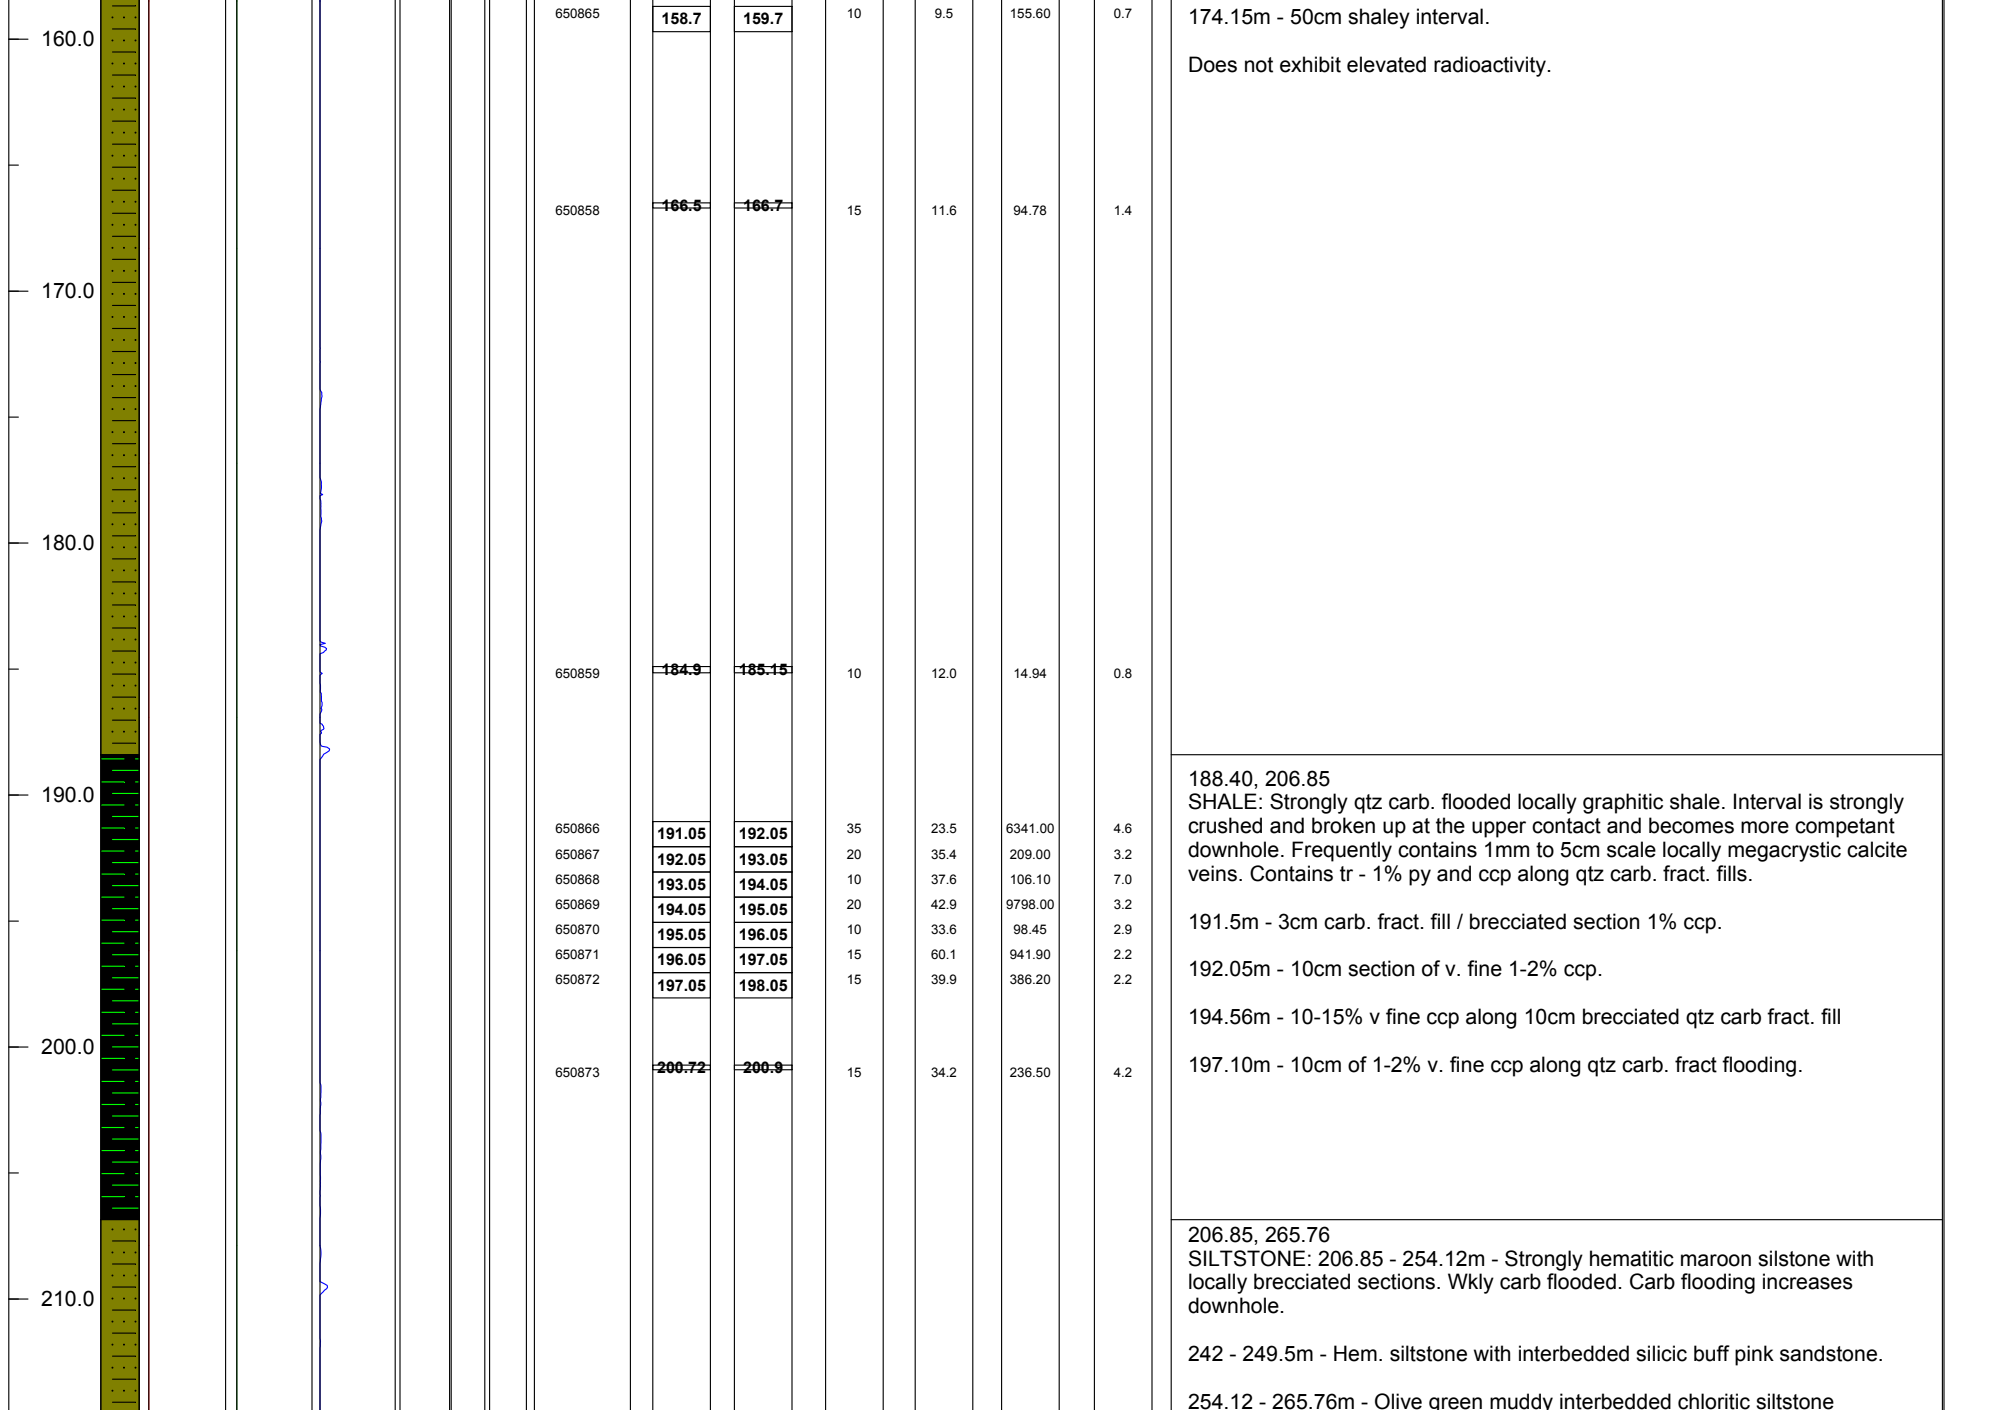 650865 158.7 159.7 10 9.5 155.60 0.7
174.15m - 50cm shaley interval.
160.0
Does not exhibit elevated radioactivity.
650858 166.5 166.7 15 11.6 94.78 1.4
170.0
180.0
650859 184.9 185.15 10 12.0 14.94 0.8
188.40, 206.85
190.0
SHALE: Strongly qtz carb. flooded locally graphitic shale. Interval is strongly
crushed and broken up at the upper contact and becomes more competant
downhole. Frequently contains 1mm to 5cm scale locally megacrystic calcite
veins. Contains tr - 1% py and ccp along qtz carb. fract. fills.
650866 191.05 192.05 35 23.5 6341.00 4.6
650867 192.05 193.05 20 35.4 209.00 3.2
650868 193.05 194.05 10 37.6 106.10 7.0
650869 194.05 195.05 20 42.9 9798.00 3.2
650870 195.05 196.05 10 33.6 98.45 2.9
650871 196.05 197.05 15 60.1 941.90 2.2
650872 197.05 198.05 15 39.9 386.20 2.2
191.5m - 3cm carb. fract. fill / brecciated section 1% ccp.
192.05m - 10cm section of v. fine 1-2% ccp.
194.56m - 10-15% v fine ccp along 10cm brecciated qtz carb fract. fill
200.0
197.10m - 10cm of 1-2% v. fine ccp along qtz carb. fract flooding.
650873 200.72 200.9 15 34.2 236.50 4.2
206.85, 265.76
SILTSTONE: 206.85 - 254.12m - Strongly hematitic maroon silstone with
locally brecciated sections. Wkly carb flooded. Carb flooding increases
downhole.
210.0
242 - 249.5m - Hem. siltstone with interbedded silicic buff pink sandstone.
254.12 - 265.76m - Olive green muddy interbedded chloritic siltstone